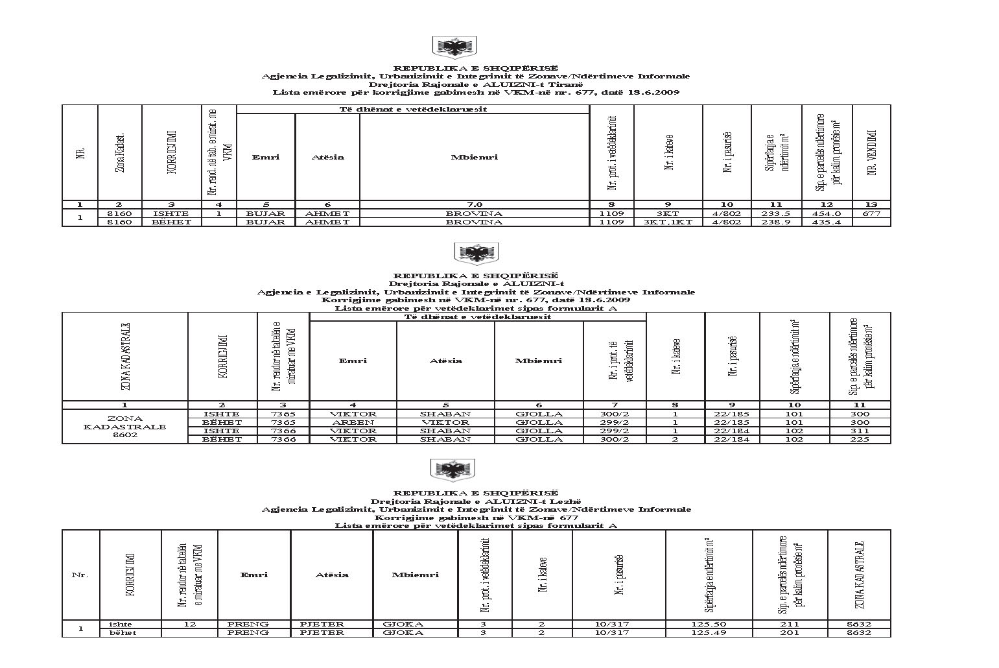 REPUBLIKA E SHQIPËRISË
Agjencia Legalizimit, Urbanizimit e Integrimit të Zonave/Ndërtimeve Informale
Drejtoria Rajonale e ALUIZNI-t Tiranë
Lista emërore për korrigjime gabimesh në VKM-në nr. 677, datë 18.6.2009
NR. Zona Kadast. KORRIGJIMI Nr. rend. në tab. e mirat. me VKM Të dhënat e vetëdeklaruesit Nr. prot. i vetëdeklarimit Nr. i kateve Nr. i pasurisë Sipërfaqja e ndërtimit m² Sip. e parcelës ndërtimore për kalim pronësie m² NR. VENDIMI
Emri Atësia Mbiemri
1 2 3 4 5 6 7.0 8 9 10 11 12 13
1 8160 ISHTE 1 BUJAR AHMET BROVINA 1109 3KT 4/802 233.5 454.0 677
8160 BËHET BUJAR AHMET BROVINA 1109 3KT,1KT 4/802 238.9 435.4
REPUBLIKA E SHQIPËRISË
Drejtoria Rajonale e ALUIZNI-t
Agjencia e Legalizimit, Urbanizimit e Integrimit të Zonave/Ndërtimeve Informale
Korrigjime gabimesh në VKM-në nr. 677, datë 18.6.2009
Lista emërore për vetëdeklarimet sipas formularit A
ZONA KADASTRALE KORRIGJIMI Nr. rendor në tabelën e miratuar me VKM Të dhënat e vetëdeklaruesit Nr. i kateve Nr. i pasurisë Sipërfaqja e ndërtimit m² Sip. e parcelës ndërtimore për kalim pronësie m²
Emri Atësia Mbiemri Nr. i prot. të vetëdeklarimit
1 2 3 4 5 6 7 8 9 10 11
ZONA KADASTRALE 8602
ISHTE 7365 VIKTOR SHABAN GJOLLA 300/2 1 22/185 101 300
BËHET 7365 ARBEN VIKTOR GJOLLA 299/2 1 22/185 101 300
ISHTE 7366 VIKTOR SHABAN GJOLLA 299/2 1 22/184 102 311
BËHET 7366 VIKTOR SHABAN GJOLLA 300/2 2 22/184 102 225
REPUBLIKA E SHQIPËRISË
Drejtoria Rajonale e ALUIZNI-t Lezhë
Agjencia Legalizimit, Urbanizimit e Integrimit të Zonave/Ndërtimeve Informale
Korrigjime gabimesh në VKM-në 677
Lista emërore për vetëdeklarimet sipas formularit A
Nr. KORRIGJIMI Nr. rendor në tabelën e miratuar me VKM Emri Atësia Mbiemri Nr. prot. i vetëdeklarimit Nr. i kateve Nr. i pasurisë Sipërfaqja e ndërtimit m² Sip. e parcelës ndërtimore për kalim pronësie m² ZONA KADASTRALE
1 ishte 12 PRENG PJETER GJOKA 3 2 10/317 125.50 211 8632
bëhet PRENG PJETER GJOKA 3 2 10/317 125.49 201 8632